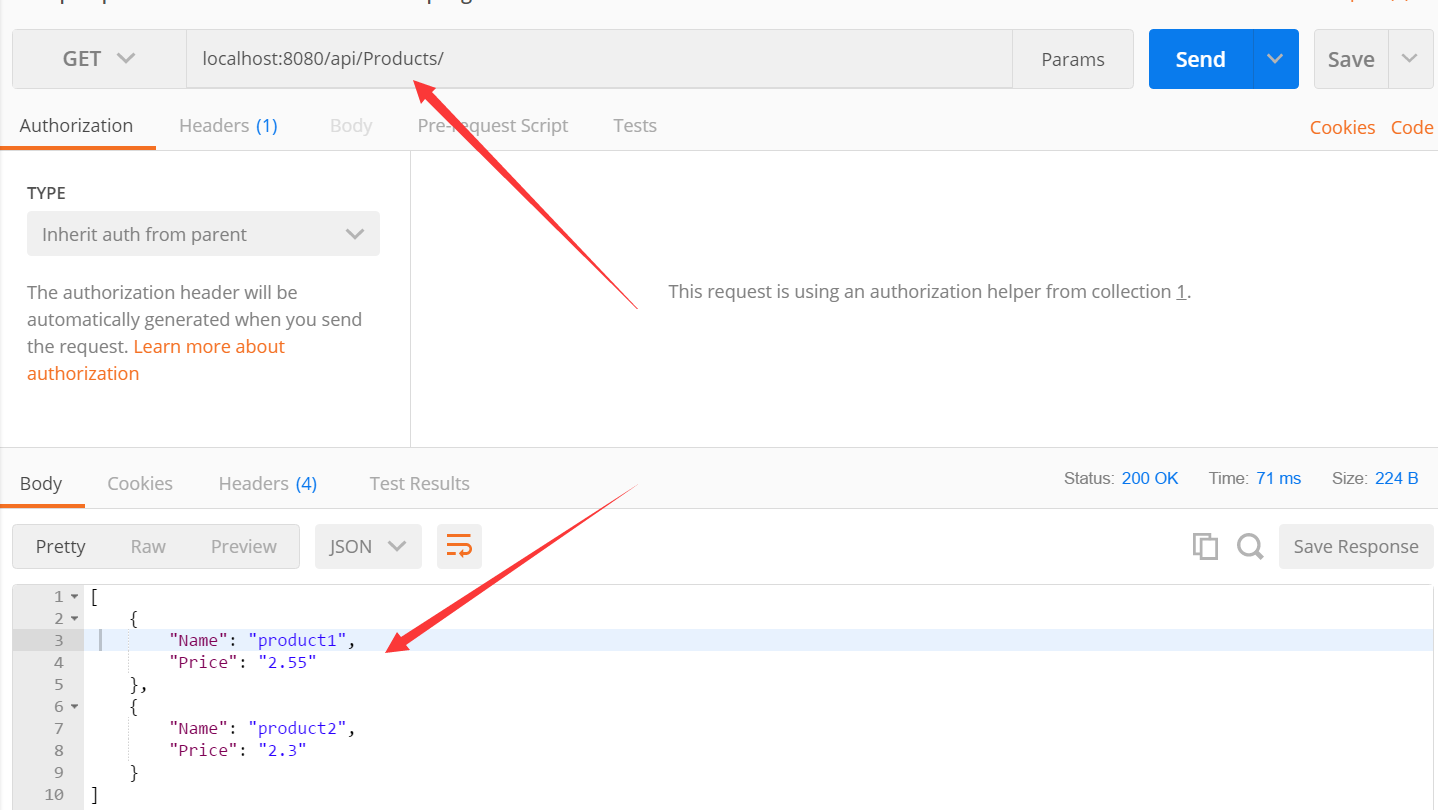 GET localhost:8080/api/Products/ Params Send Save
Authorization Headers (1) Body Pre-request Script Tests Cookies Code
TYPE
Inherit auth from parent
The authorization header will be
automatically generated when you send
the request. Learn more about
authorization
This request is using an authorization helper from collection 1.
Body Cookies Headers (4) Test Results Status: 200 OK Time: 71 ms Size: 224 B
Pretty Raw Preview JSON Save Response
1 [
2 {
3 "Name": "product1",
4 "Price": "2.55"
5 },
6 {
7 "Name": "product2",
8 "Price": "2.3"
9 }
10 ]